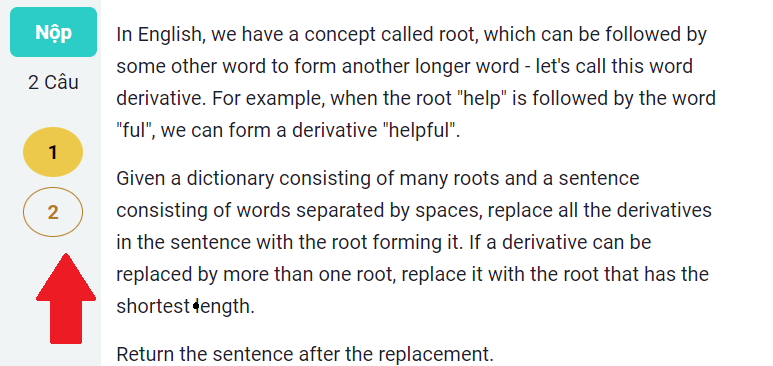 Nộp
2 Câu
1
2
In English, we have a concept called root, which can be followed by
some other word to form another longer word - let's call this word
derivative. For example, when the root "help" is followed by the word
"ful", we can form a derivative "helpful".
Given a dictionary consisting of many roots and a sentence
consisting of words separated by spaces, replace all the derivatives
in the sentence with the root forming it. If a derivative can be
replaced by more than one root, replace it with the root that has the
shortest length.
Return the sentence after the replacement.